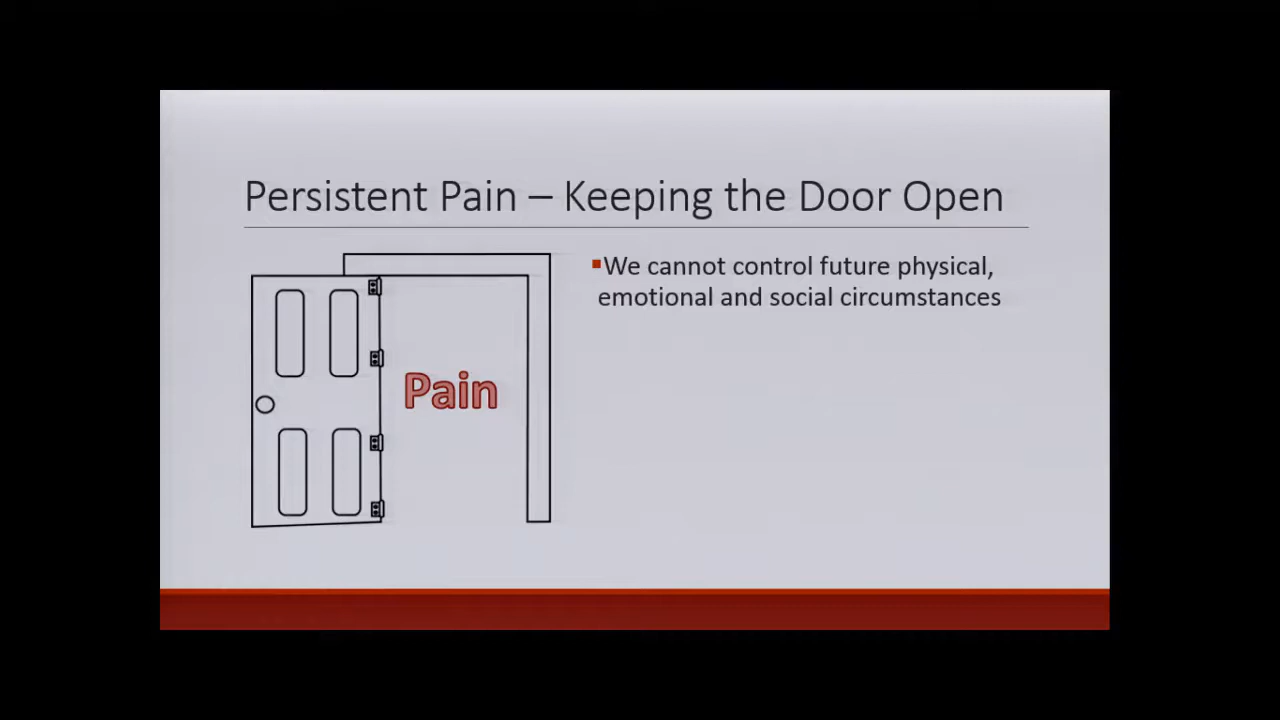 Persistent Pain – Keeping the Door Open
We cannot control future physical,
emotional and social circumstances
Pain